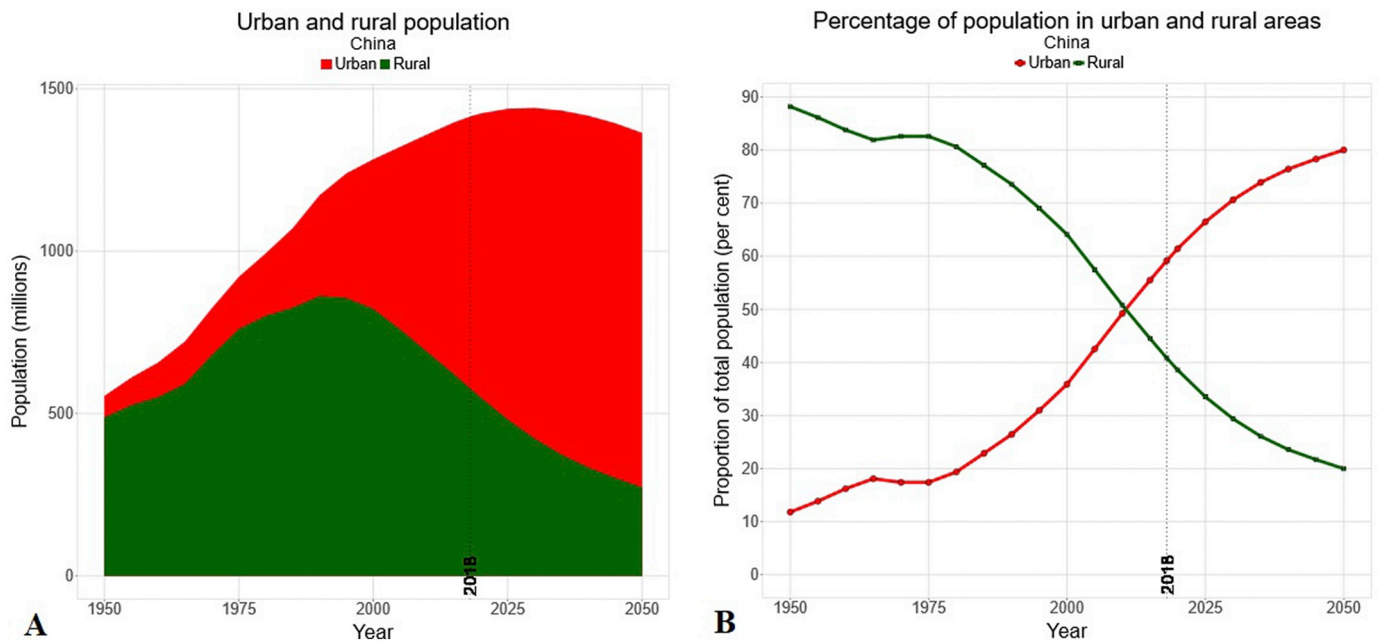 Urban and rural population
China
Urban Rural
1500
1000
500
0
Population (millions)
1950 1975 2000 2025 2050
2018
Year
A
Percentage of population in urban and rural areas
China
Urban Rural
90
80
70
60
50
40
30
20
10
0
Proportion of total population (per cent)
1950 1975 2000 2025 2050
2018
Year
B